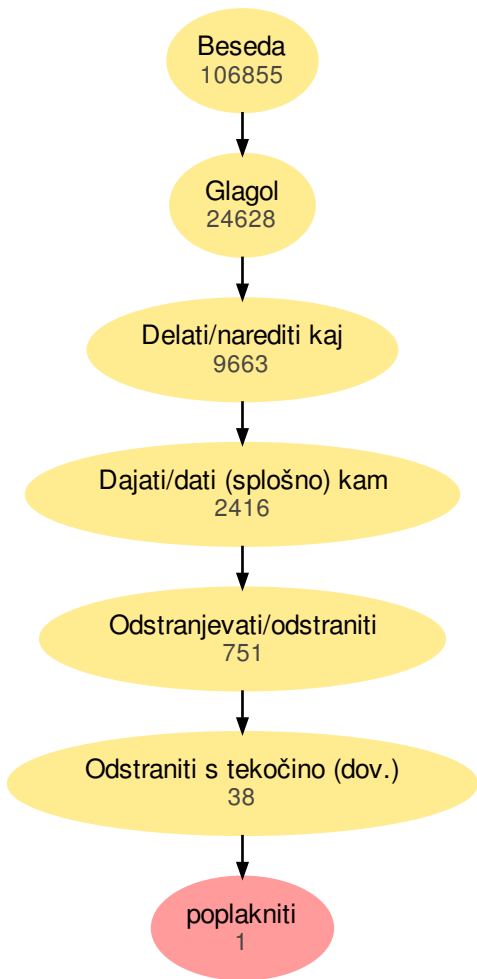 Beseda
106855
Glagol
24628
Delati/narediti kaj
9663
Dajati/dati (splošno) kam
2416
Odstranjevati/odstraniti
751
Odstraniti s tekočino (dov.)
38
poplakniti
1